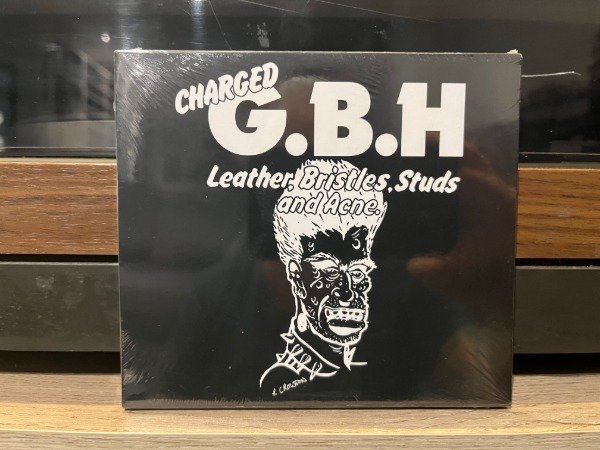 CHARGED
G.B.H
Leather, Bristles, Studs
and Acne.